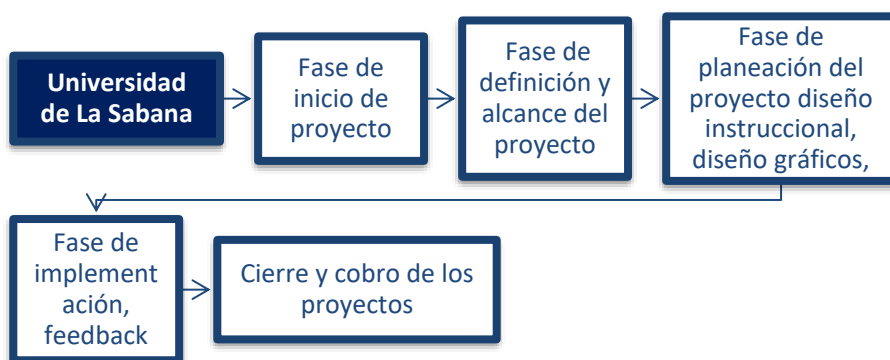 Universidad
de La Sabana
Fase de
inicio de
proyecto
Fase de
definición y
alcance del
proyecto
Fase de
planeación del
proyecto diseño
instruccional,
diseño gráficos,
Fase de
implement
ación,
feedback
Cierre y cobro de los
proyectos